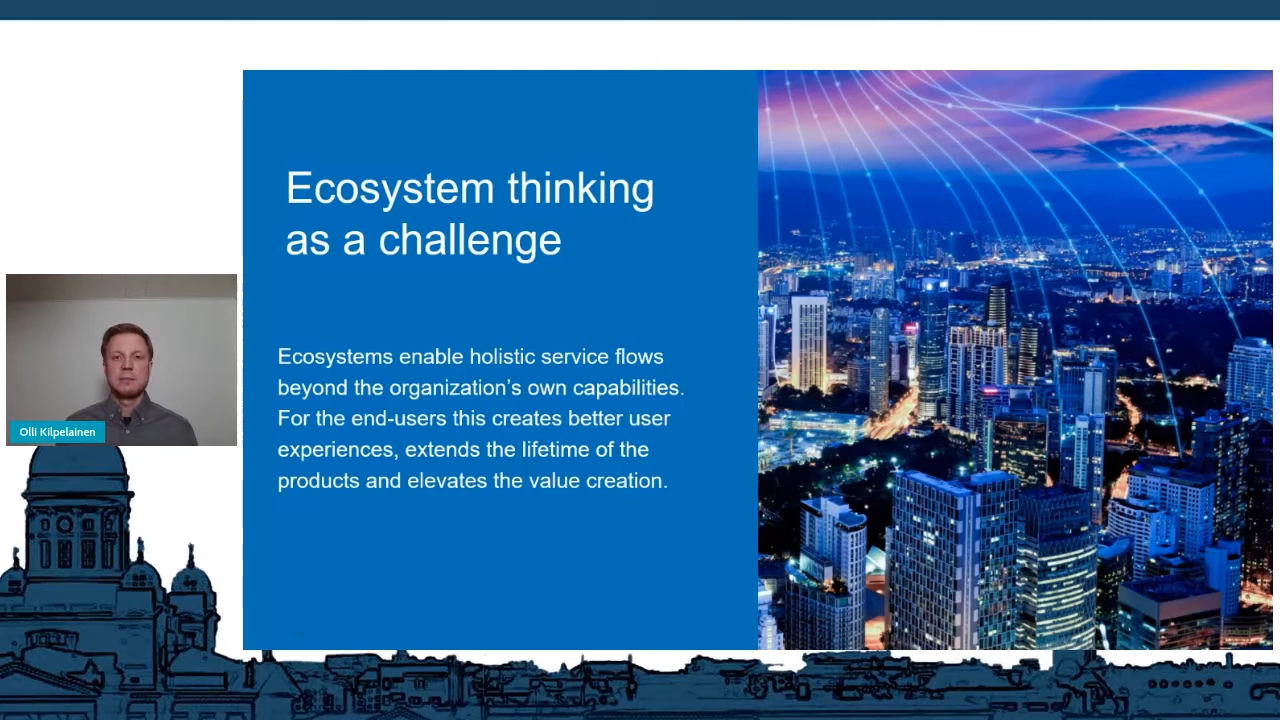 Ecosystem thinking
as a challenge
Ecosystems enable holistic service flows
beyond the organization's own capabilities.
For the end-users this creates better user
experiences, extends the lifetime of the
products and elevates the value creation.
Olli Kilpelainen